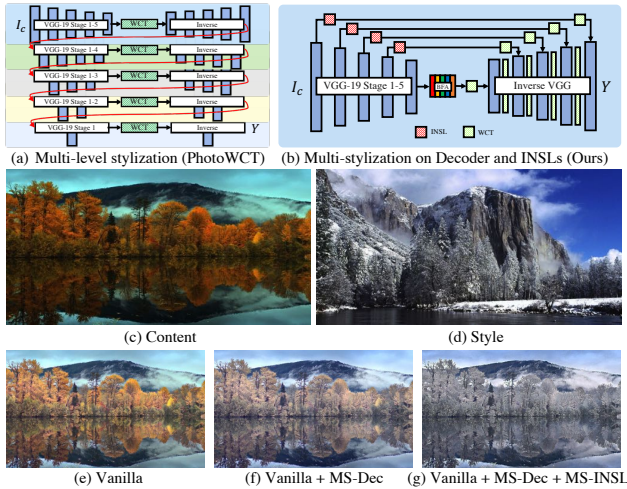 I_c VGG-19 Stage 1-5 WCT Inverse
VGG-19 Stage 1-4 WCT Inverse
VGG-19 Stage 1-3 WCT Inverse
VGG-19 Stage 1-2 WCT Inverse
VGG-19 Stage 1 WCT Inverse Y
(a) Multi-level stylization (PhotoWCT)
I_c VGG-19 Stage 1-5 BFA Inverse VGG Y
INSL WCT
(b) Multi-stylization on Decoder and INSLs (Ours)
(c) Content
(d) Style
(e) Vanilla
(f) Vanilla + MS-Dec
(g) Vanilla + MS-Dec + MS-INSL